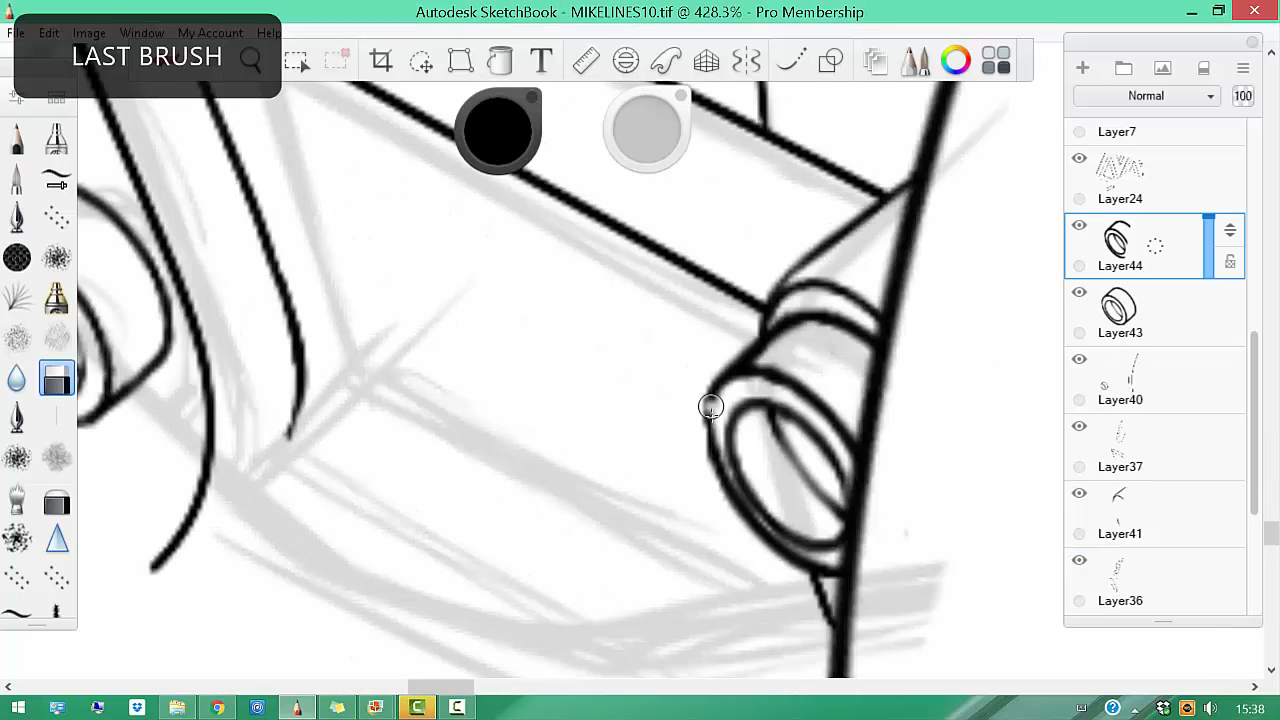 Autodesk SketchBook - MIKELINES10.tif @ 428.3% - Pro Membership
File Edit Image Window My Account Help
LAST BRUSH
T
Normal
100
Layer7
Layer24
Layer44
Layer43
Layer40
Layer37
Layer41
Layer36
15:38